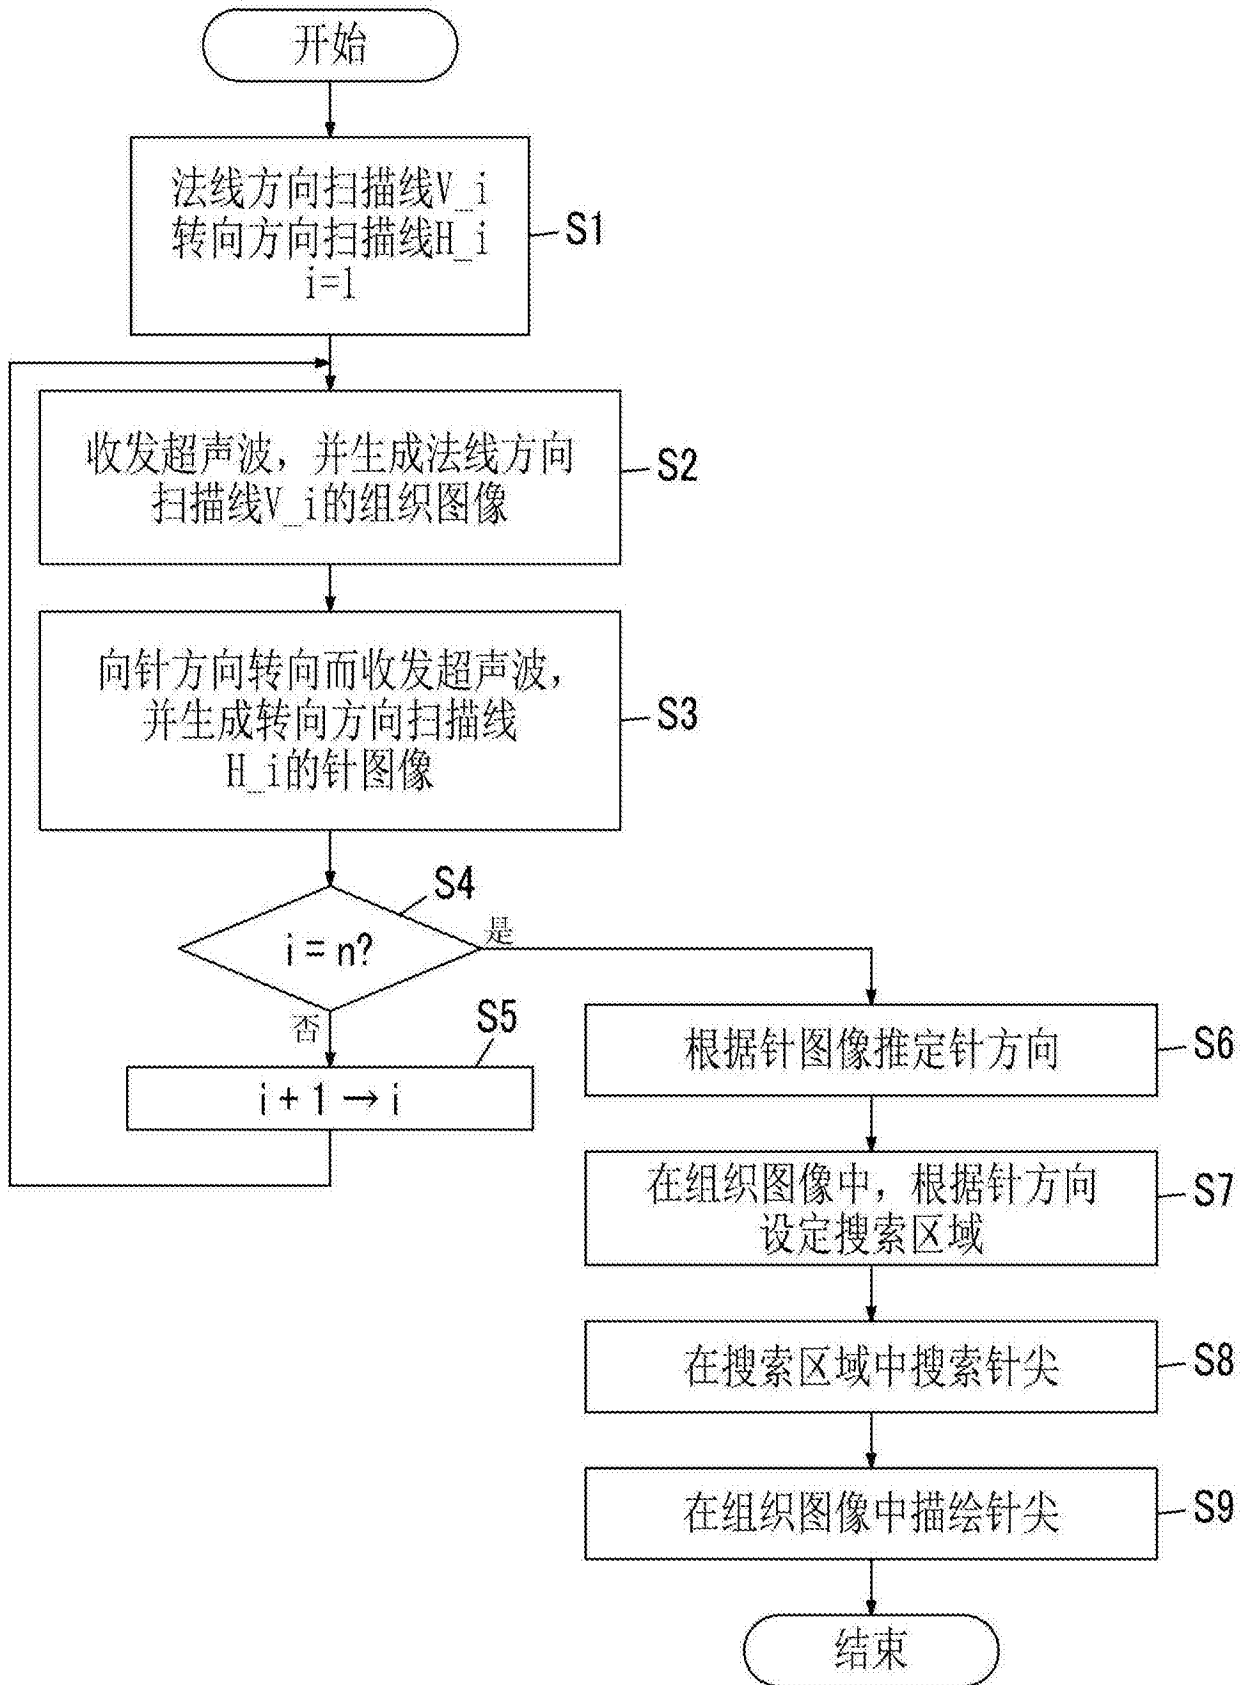 开始
法线方向扫描线V_i
转向方向扫描线H_i
i=1
S1
收发超声波，并生成法线方向
扫描线V_i的组织图像
S2
向针方向转向而收发超声波，
并生成转向方向扫描线
H_i的针图像
S3
S4
i = n?
是
否
S5
i + 1 → i
根据针图像推定针方向
S6
在组织图像中，根据针方向
设定搜索区域
S7
在搜索区域中搜索针尖
S8
在组织图像中描绘针尖
S9
结束